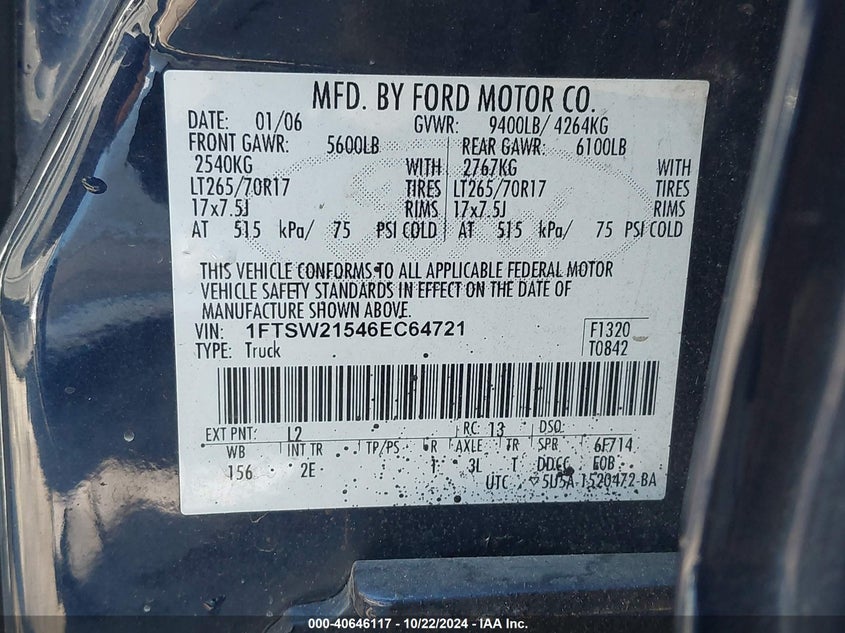 MFD. BY FORD MOTOR CO.
DATE: 01/06 GVWR: 9400LB/ 4264KG
FRONT GAWR: 5600LB REAR GAWR: 6100LB
2540KG WITH 2767KG WITH
LT265/70R17 TIRES LT265/70R17 TIRES
17x7.5J RIMS 17x7.5J RIMS
AT 515 kPa/ 75 PSI COLD AT 515 kPa/ 75 PSI COLD
THIS VEHICLE CONFORMS TO ALL APPLICABLE FEDERAL MOTOR
VEHICLE SAFETY STANDARDS IN EFFECT ON THE DATE OF
MANUFACTURE SHOWN ABOVE.
VIN: 1FTSW21546EC64721 F1320
TYPE: Truck T0842
EXT PNT: L2 RC: 13 DSO:
WB INT TR TP/PS R AXLE TR SPR 6F714
156 2E 1 3L T DDCC EOB
UTC 5U5A-1520472-BA
000-40646117 - 10/22/2024 - IAA Inc.